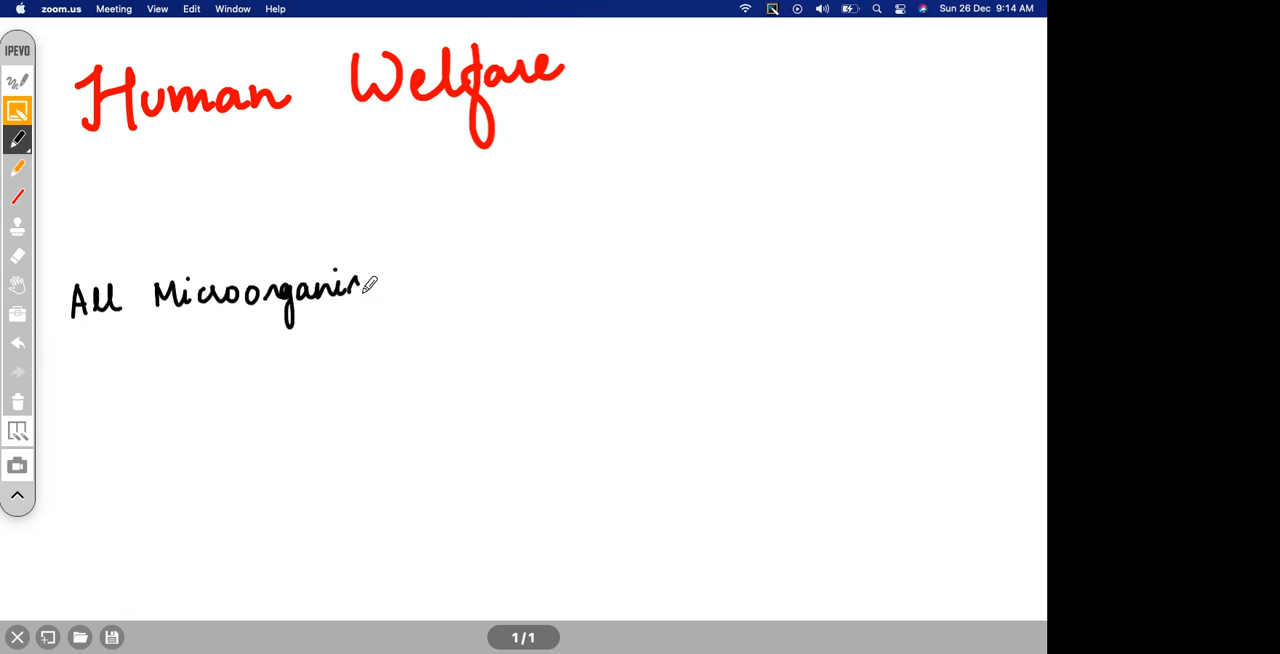 zoom.us Meeting View Edit Window Help Sun 26 Dec 9:14 AM
IPEVO
Human Welfare
All Microorganis
1/1